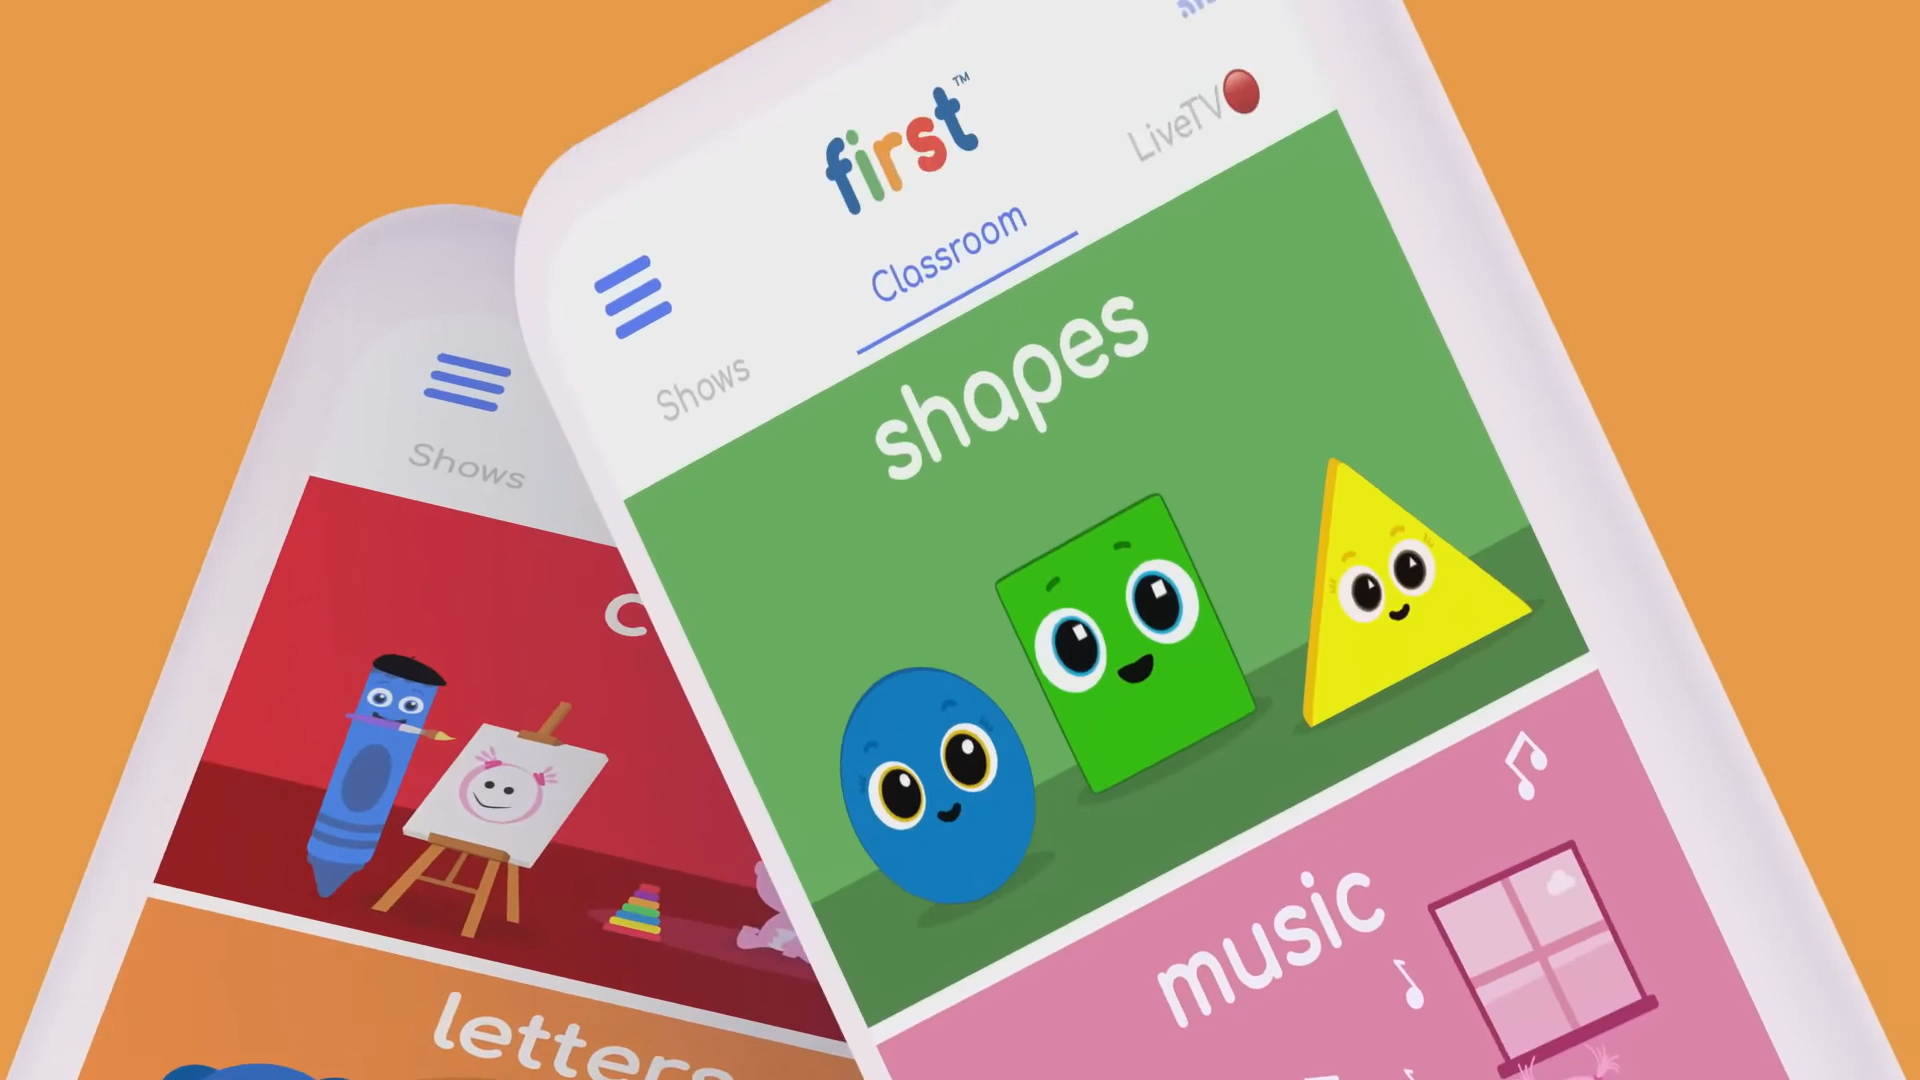 first™
LiveTV
Classroom
Shows
shapes
music
Shows
letters